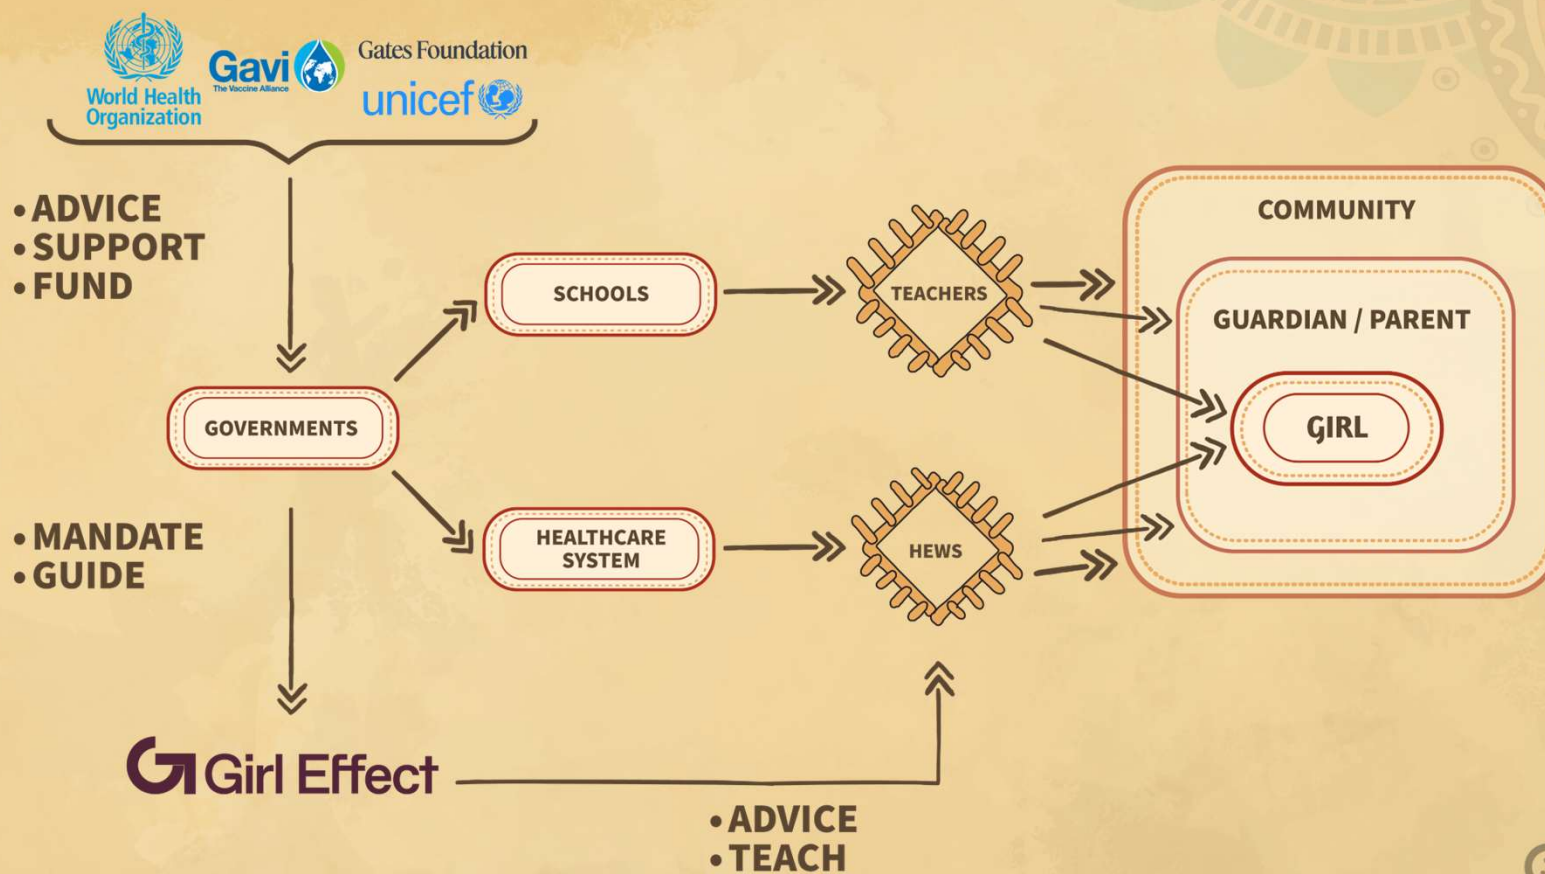 World Health
Organization
Gavi
The Vaccine Alliance
Gates Foundation
unicef
• ADVICE
• SUPPORT
• FUND
GOVERNMENTS
• MANDATE
• GUIDE
SCHOOLS
HEALTHCARE
SYSTEM
TEACHERS
HEWS
COMMUNITY
GUARDIAN / PARENT
GIRL
Girl Effect
• ADVICE
• TEACH